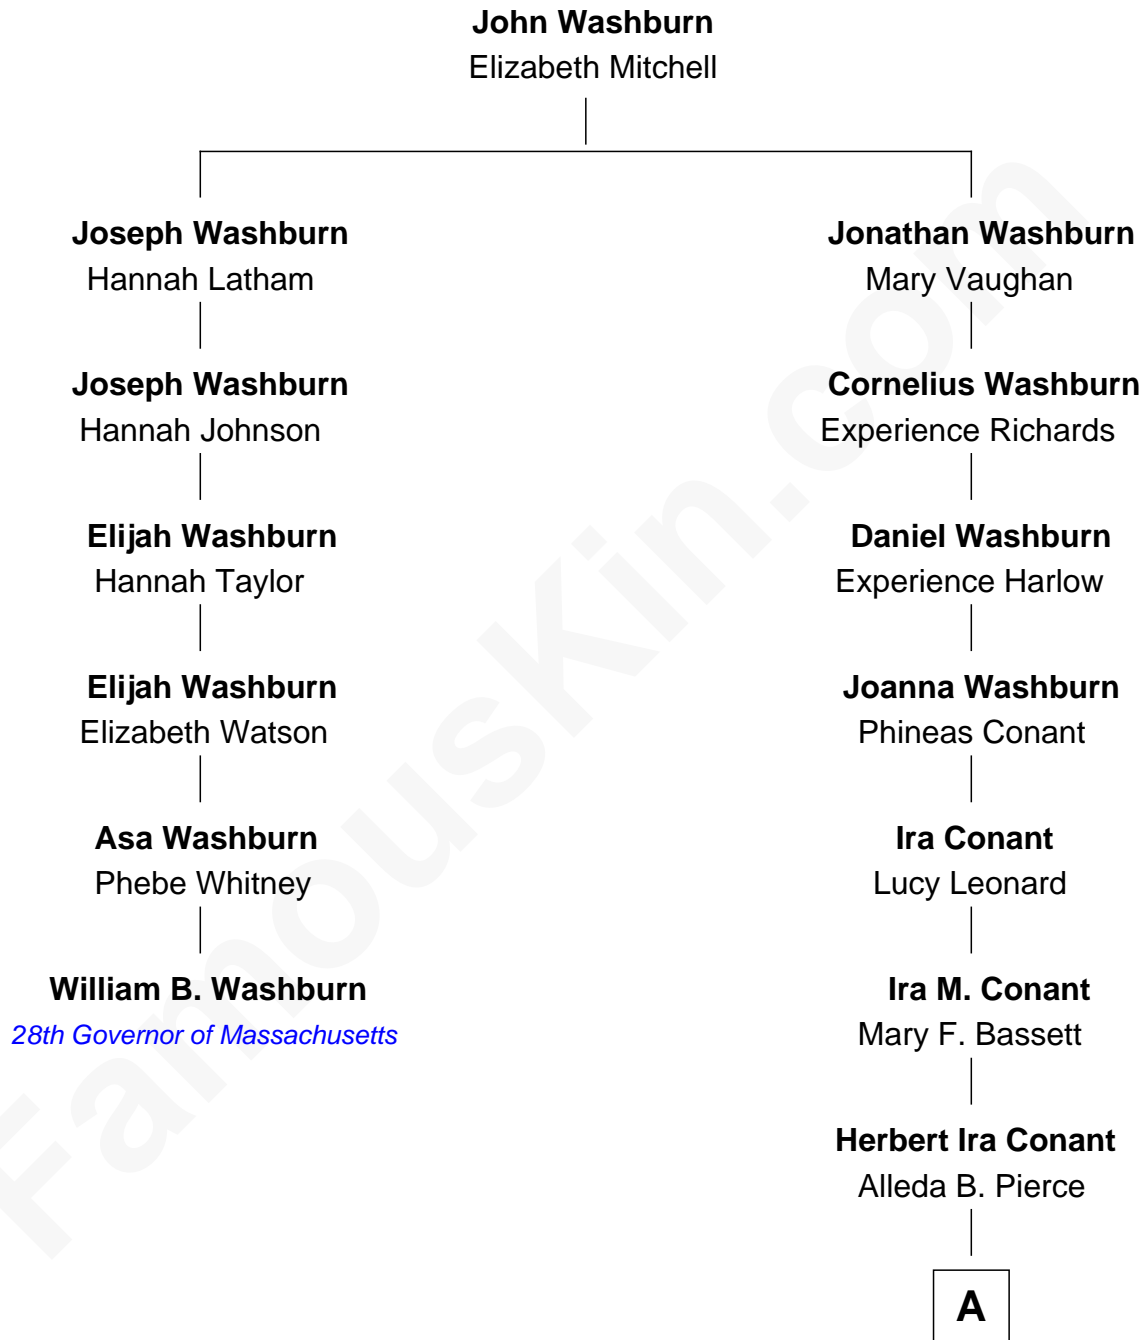 John Washburn
Elizabeth Mitchell
Joseph Washburn
Hannah Latham
Jonathan Washburn
Mary Vaughan
Joseph Washburn
Hannah Johnson
Cornelius Washburn
Experience Richards
Elijah Washburn
Hannah Taylor
Daniel Washburn
Experience Harlow
Elijah Washburn
Elizabeth Watson
Joanna Washburn
Phineas Conant
Asa Washburn
Phebe Whitney
Ira Conant
Lucy Leonard
William B. Washburn
28th Governor of Massachusetts
Ira M. Conant
Mary F. Bassett
Herbert Ira Conant
Alleda B. Pierce
A
FamousKin.com